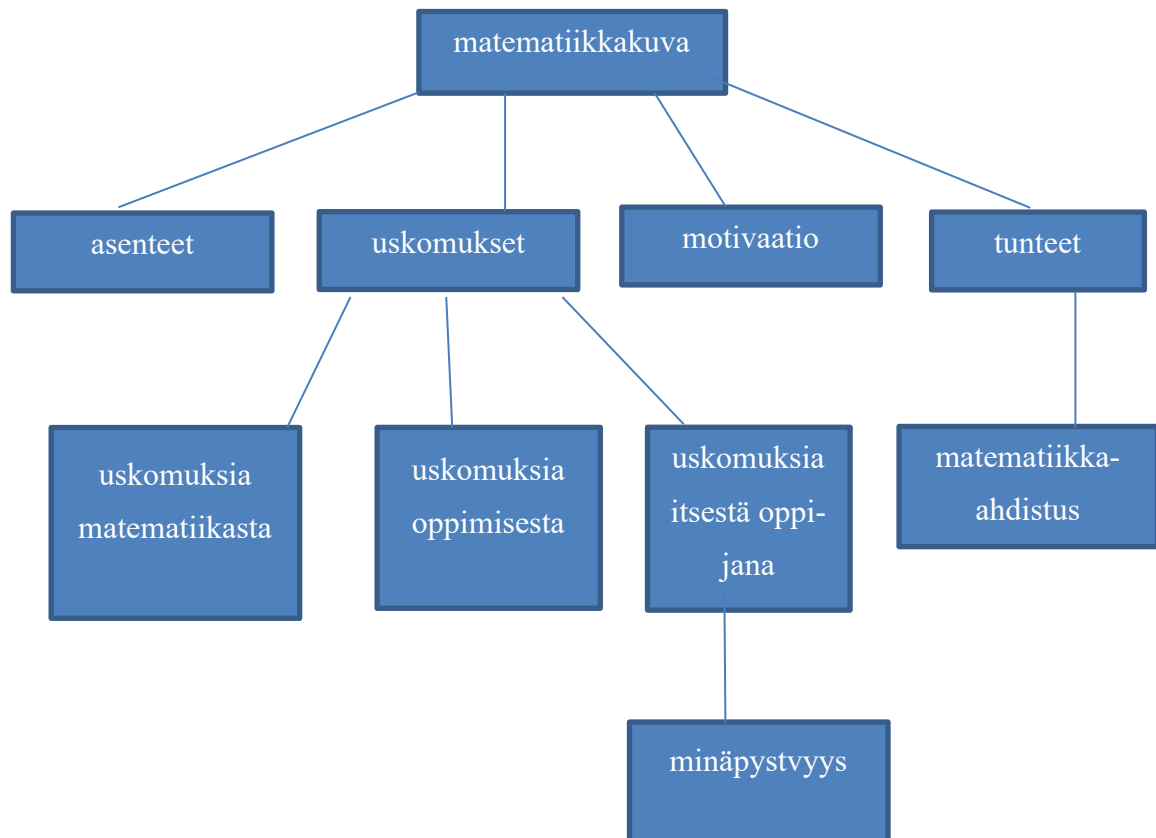 matematiikkakuva
asenteet
uskomukset
motivaatio
tunteet
uskomuksia
matematiikasta
uskomuksia
oppimisesta
uskomuksia
itsestä oppi-
jana
matematiikka-
ahdistus
minäpystvyys